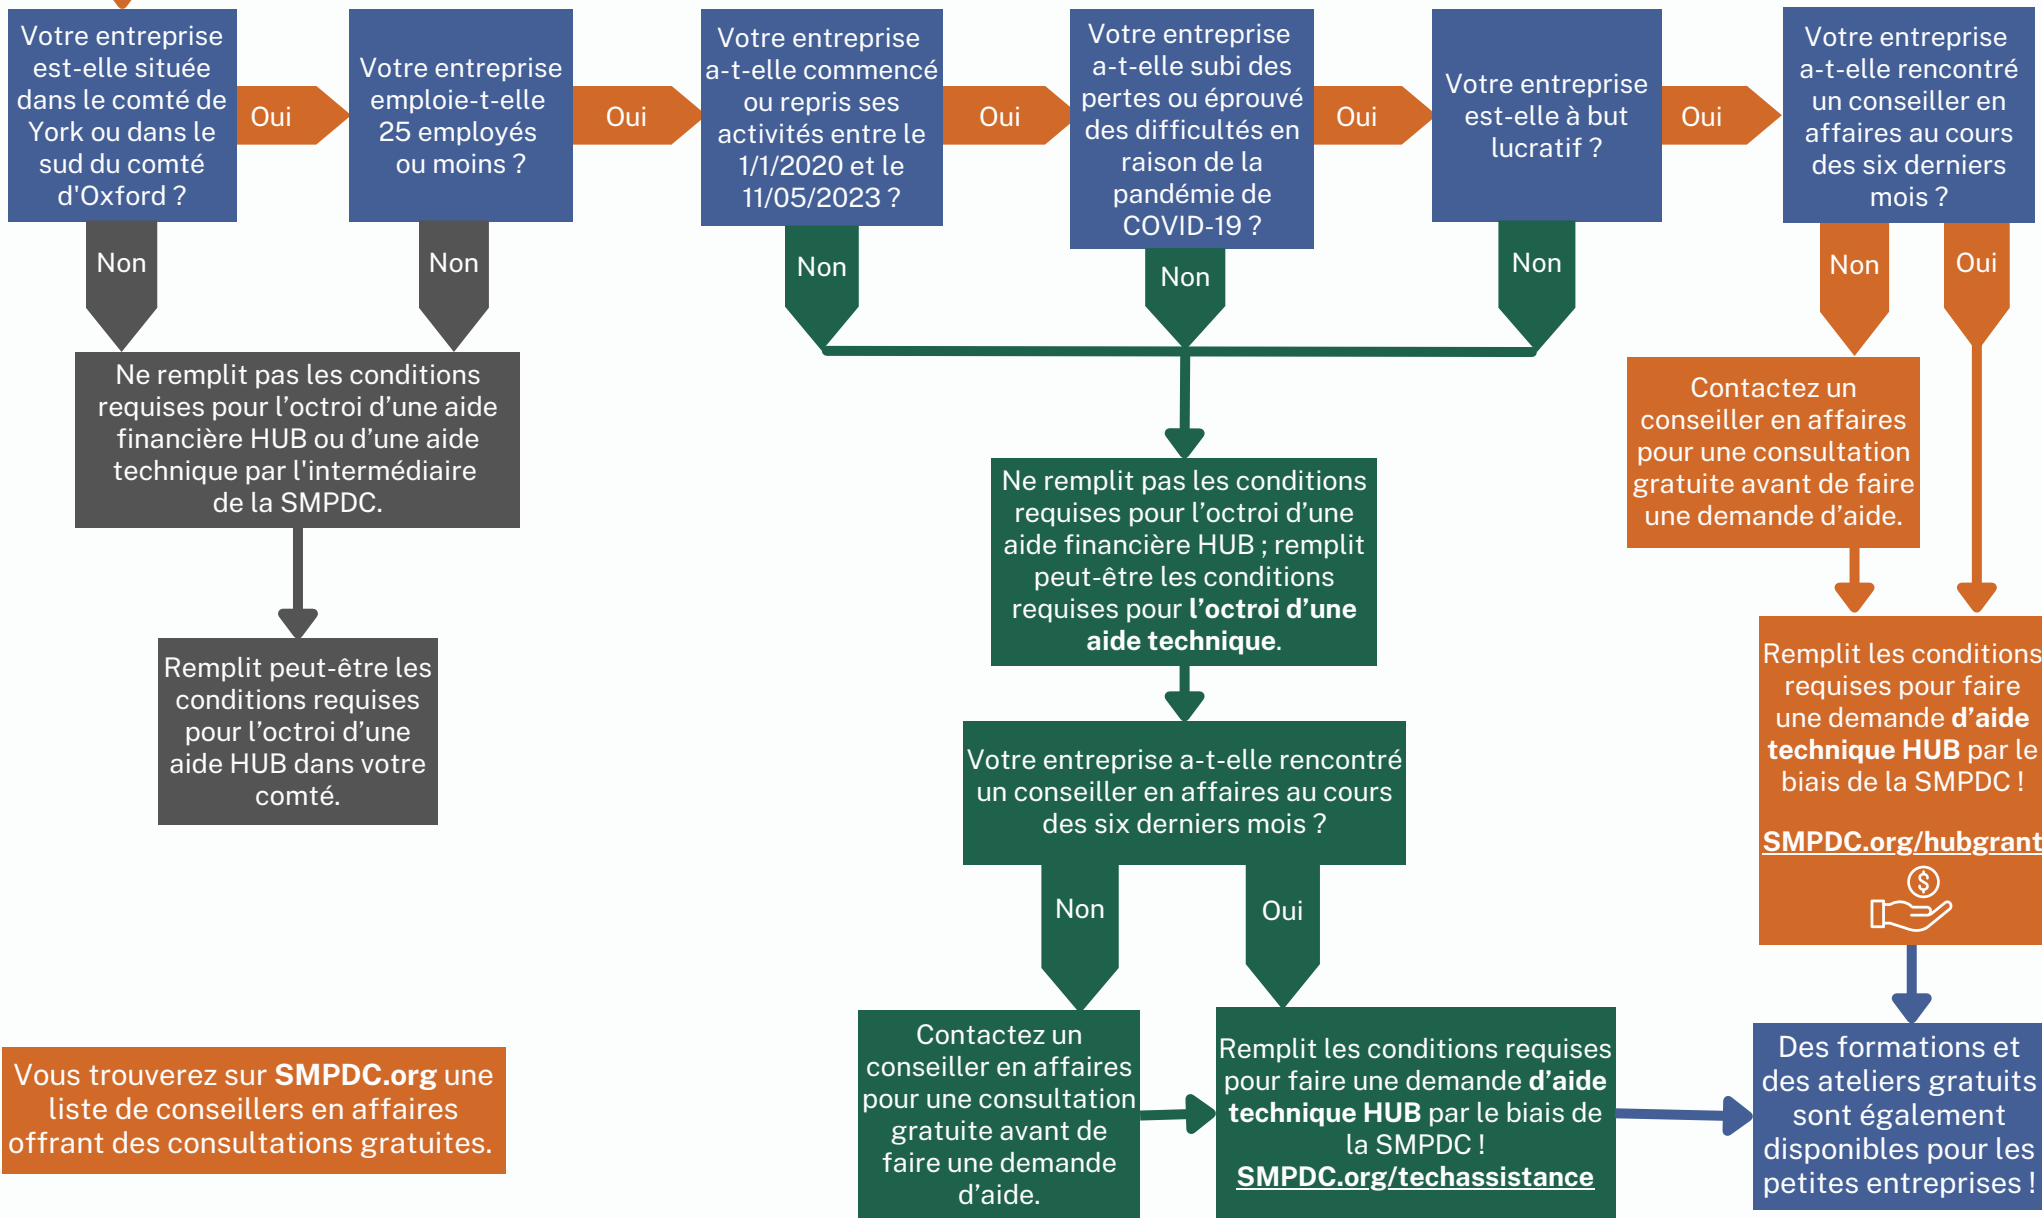 Votre entreprise
est-elle située
dans le comté de
York ou dans le
sud du comté
d'Oxford ?
Oui
Votre entreprise
emploie-t-elle
25 employés
ou moins ?
Oui
Votre entreprise
a-t-elle commencé
ou repris ses
activités entre le
1/1/2020 et le
11/05/2023 ?
Oui
Votre entreprise
a-t-elle subi des
pertes ou éprouvé
des difficultés en
raison de la
pandémie de
COVID-19 ?
Oui
Votre entreprise
est-elle à but
lucratif ?
Oui
Votre entreprise
a-t-elle rencontré
un conseiller en
affaires au cours
des six derniers
mois ?
Non
Non
Non
Non
Non
Non
Oui
Ne remplit pas les conditions
requises pour l’octroi d’une aide
financière HUB ou d’une aide
technique par l'intermédiaire
de la SMPDC.
Remplit peut-être les
conditions requises
pour l’octroi d’une
aide HUB dans votre
comté.
Ne remplit pas les conditions
requises pour l’octroi d’une
aide financière HUB ; remplit
peut-être les conditions
requises pour l’octroi d’une
aide technique.
Votre entreprise a-t-elle rencontré
un conseiller en affaires au cours
des six derniers mois ?
Non
Oui
Contactez un
conseiller en affaires
pour une consultation
gratuite avant de
faire une demande
d’aide.
Remplit les conditions requises
pour faire une demande d’aide
technique HUB par le biais de
la SMPDC !
SMPDC.org/techassistance
Contactez un
conseiller en affaires
pour une consultation
gratuite avant de faire
une demande d’aide.
Remplit les conditions
requises pour faire
une demande d’aide
technique HUB par le
biais de la SMPDC !
SMPDC.org/hubgrant
$
Des formations et
des ateliers gratuits
sont également
disponibles pour les
petites entreprises !
Vous trouverez sur SMPDC.org une
liste de conseillers en affaires
offrant des consultations gratuites.